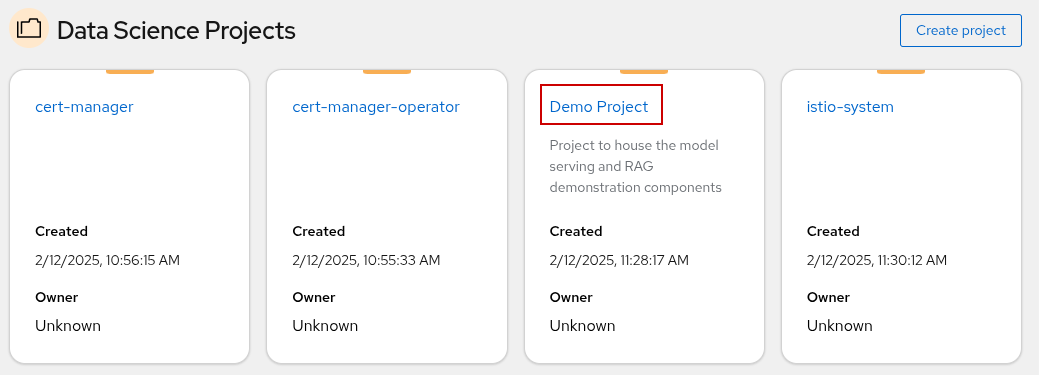 Data Science Projects
Create project
cert-manager
Created
2/12/2025, 10:56:15 AM
Owner
Unknown
cert-manager-operator
Created
2/12/2025, 10:55:33 AM
Owner
Unknown
Demo Project
Project to house the model
serving and RAG
demonstration components
Created
2/12/2025, 11:28:17 AM
Owner
Unknown
istio-system
Created
2/12/2025, 11:30:12 AM
Owner
Unknown